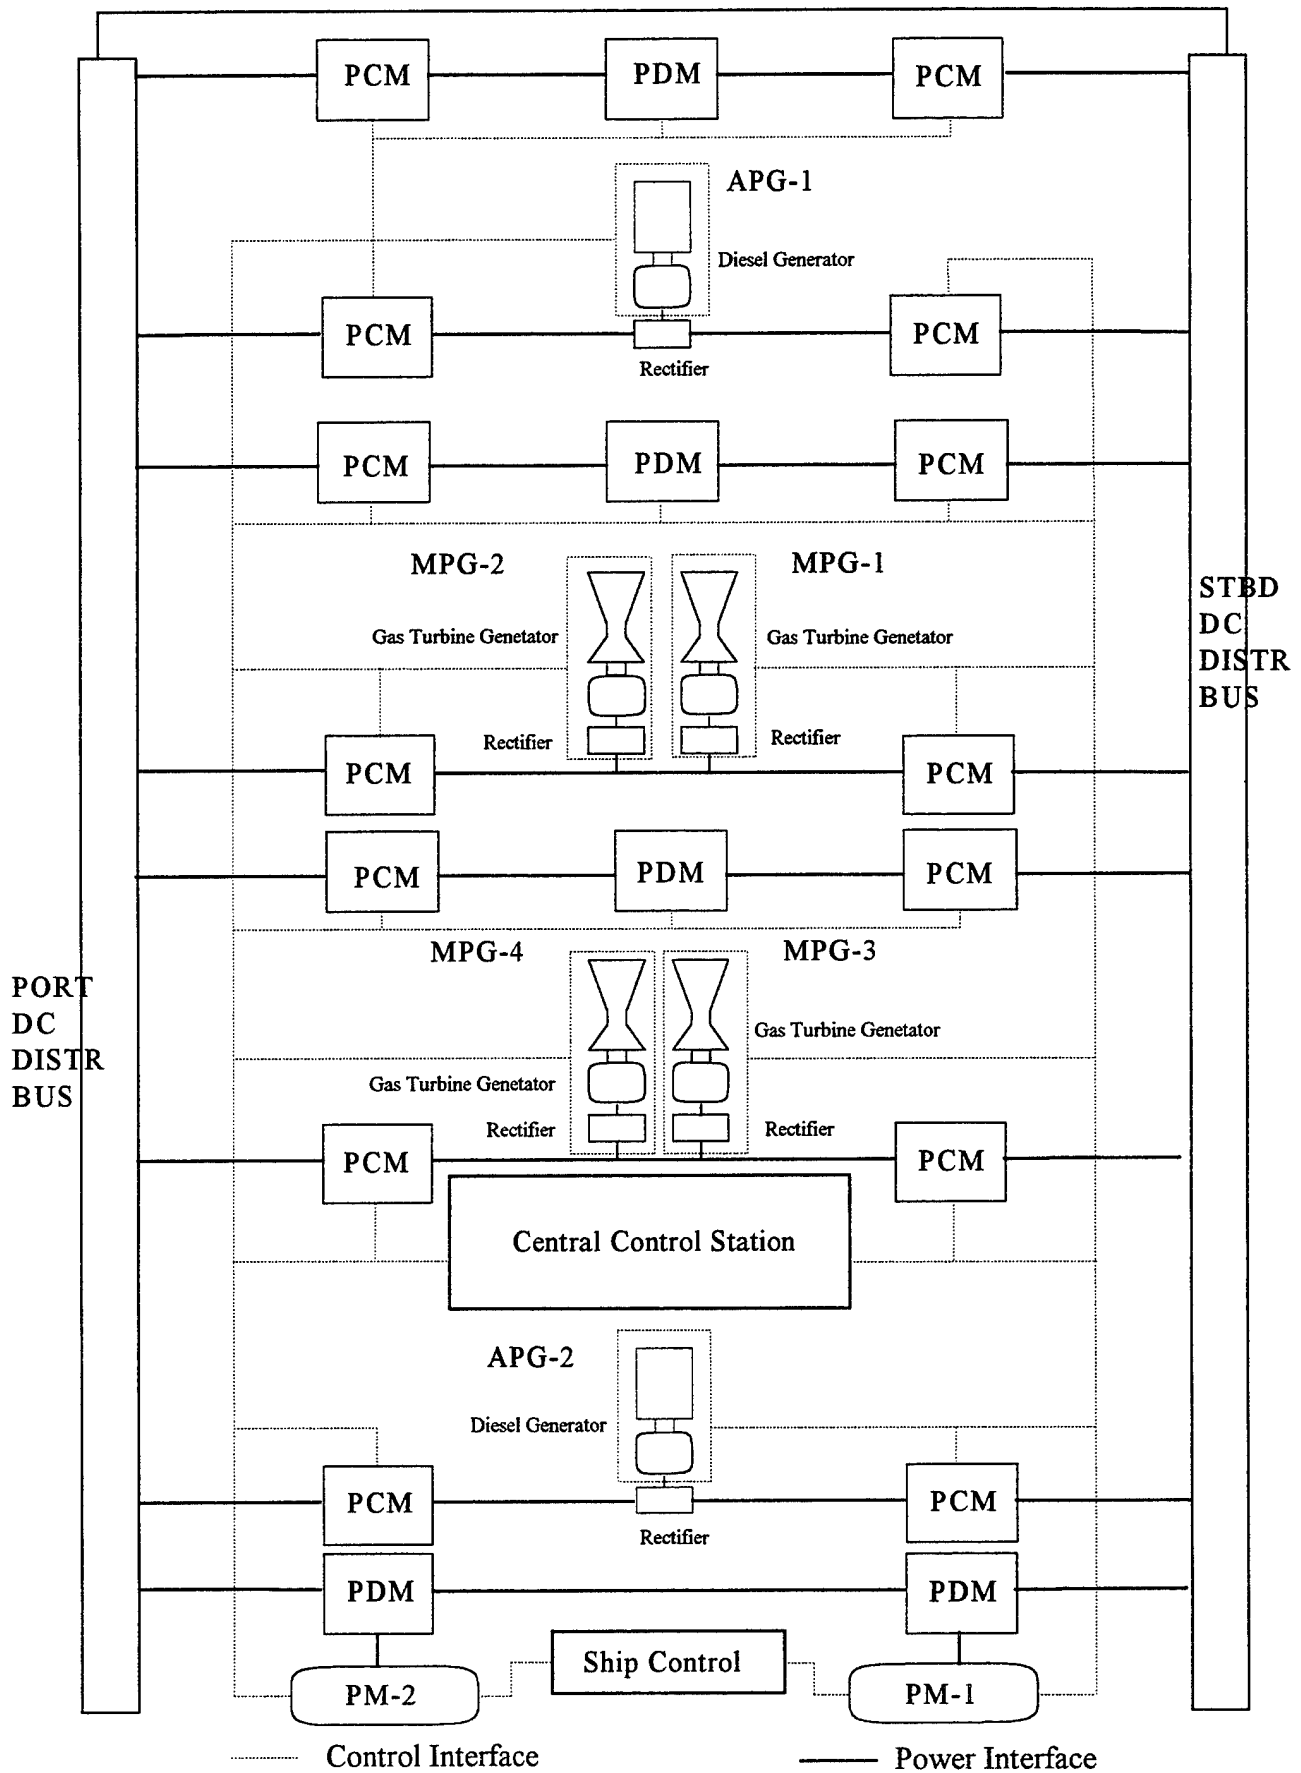 PCM PDM PCM
APG-1
Diesel Generator
PCM PCM
Rectifier
PCM PDM PCM
MPG-2 MPG-1
STBD
DC
DISTR
BUS
Gas Turbine Genetator Gas Turbine Genetator
Rectifier Rectifier
PCM PCM
PCM PDM PCM
MPG-4 MPG-3
PORT
DC
DISTR
BUS
Gas Turbine Genetator
Gas Turbine Genetator
Rectifier Rectifier
PCM PCM
Central Control Station
APG-2
Diesel Generator
PCM PCM
Rectifier
PDM PDM
Ship Control
PM-2 PM-1
Control Interface Power Interface